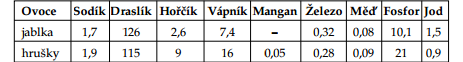 Ovoce Sodík Draslík Hořčík Vápník Mangan Železo Měď Fosfor Jod
jablka 1,7 126 2,6 7,4 – 0,32 0,08 10,1 1,5
hrušky 1,9 115 9 16 0,05 0,28 0,09 21 0,9